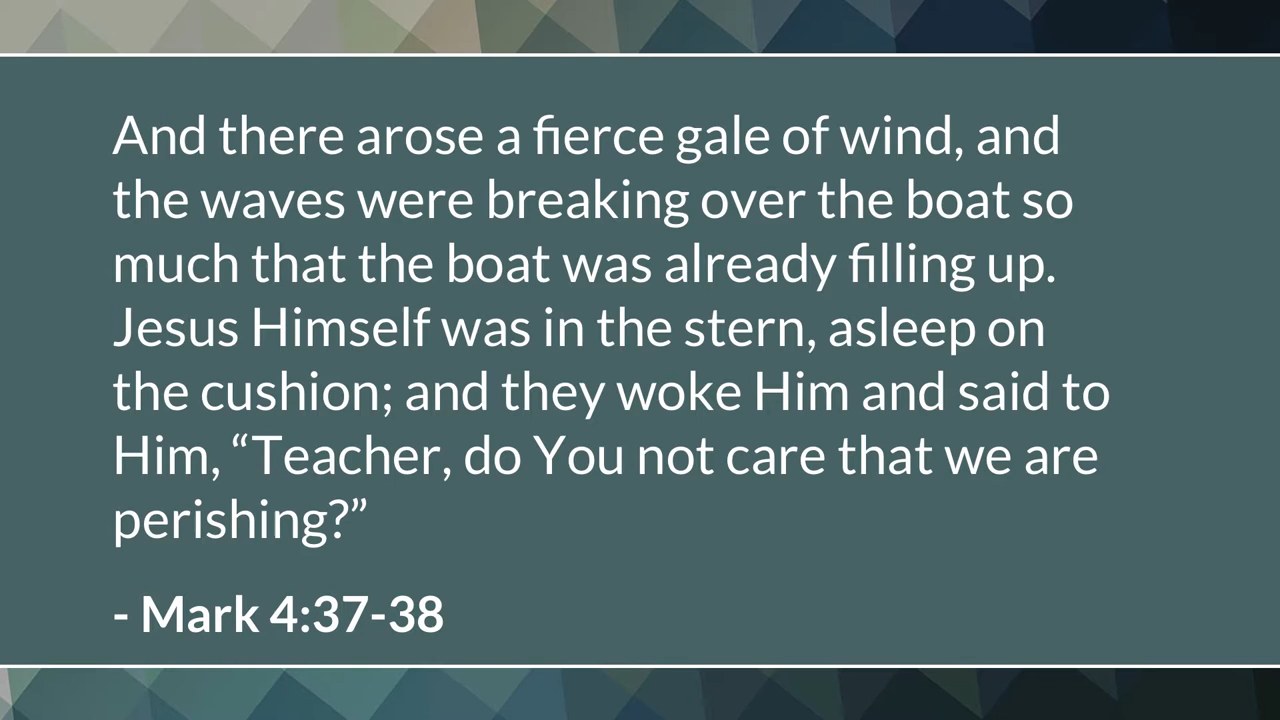 And there arose a fierce gale of wind, and
the waves were breaking over the boat so
much that the boat was already filling up.
Jesus Himself was in the stern, asleep on
the cushion; and they woke Him and said to
Him, “Teacher, do You not care that we are
perishing?”
- Mark 4:37-38